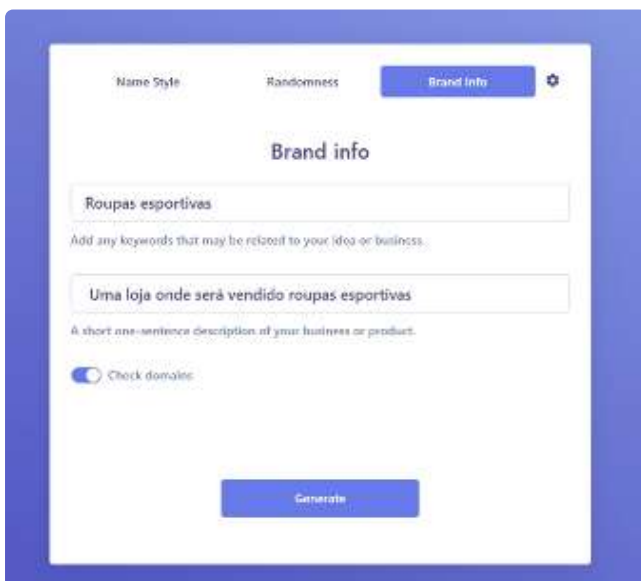 Name Style
Randomness
Brand info
Brand info
Roupas esportivas
Add any keywords that may be related to your idea or business.
Uma loja onde será vendido roupas esportivas
A short one-sentence description of your business or product.
Check domains
Generate